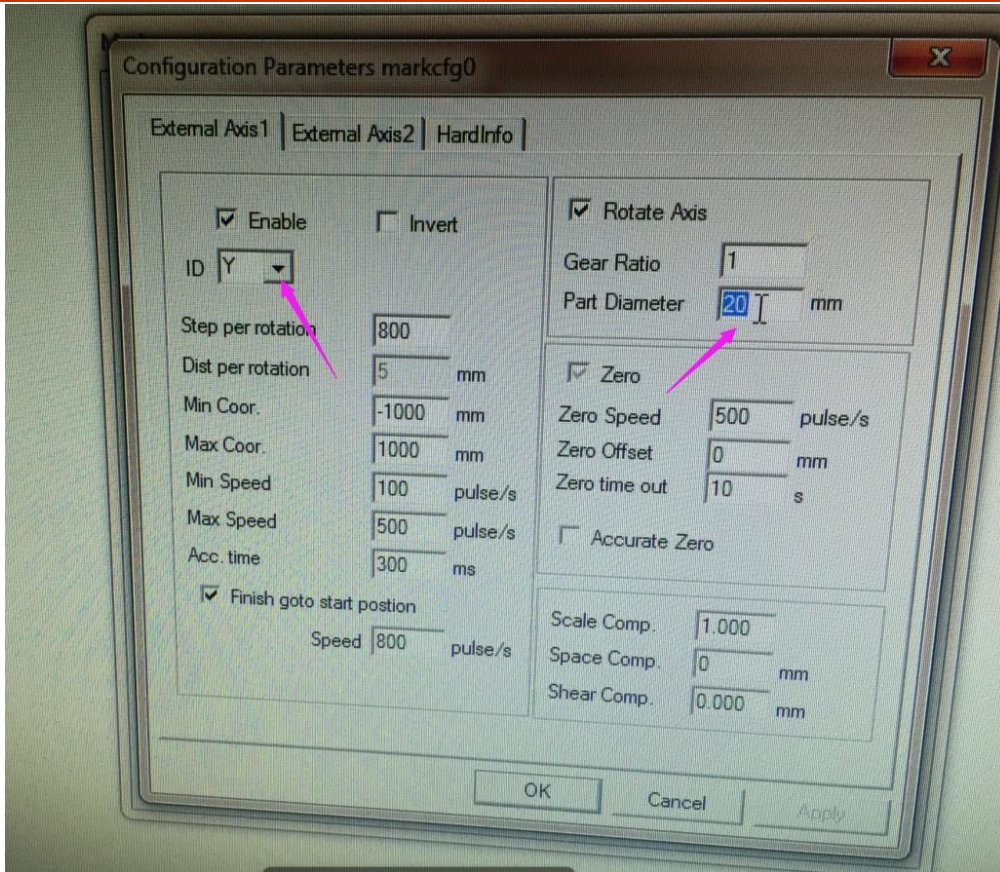 Configuration Parameters markcfg0
External Axis1 External Axis2 HardInfo
Enable Invert
ID Y
Step per rotation 800
Dist per rotation 5 mm
Min Coor. -1000 mm
Max Coor. 1000 mm
Min Speed 100 pulse/s
Max Speed 500 pulse/s
Acc. time 300 ms
Finish goto start postion
Speed 800 pulse/s
Rotate Axis
Gear Ratio 1
Part Diameter 20 mm
Zero
Zero Speed 500 pulse/s
Zero Offset 0 mm
Zero time out 10 s
Accurate Zero
Scale Comp. 1.000
Space Comp. 0 mm
Shear Comp. 0.000 mm
OK Cancel Apply